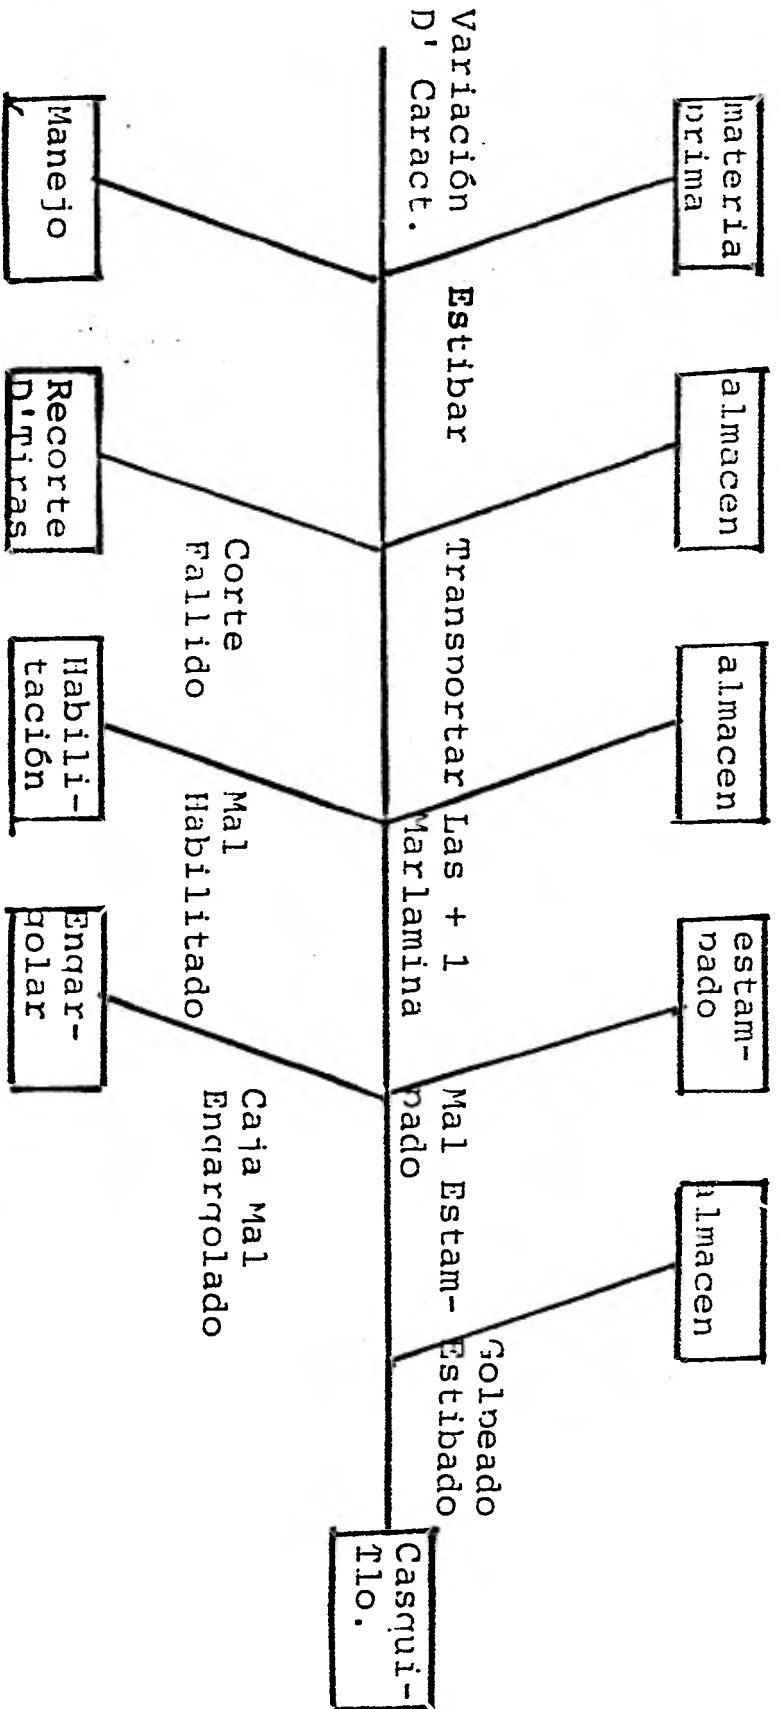 materia
prima
almacen
almacen
estam-
pado
almacen
Variación
D' Caract.
Estibar
Transportar
Las + 1
Marlamina
Mal Estam-
pado
Golpeado
Estibado
Casqui-
Tlo.
Corte
Fallido
Mal
Habilitado
Caja Mal
Engargolado
Manejo
Recorte
D'Tiras
Habili-
tación
Engar-
golar